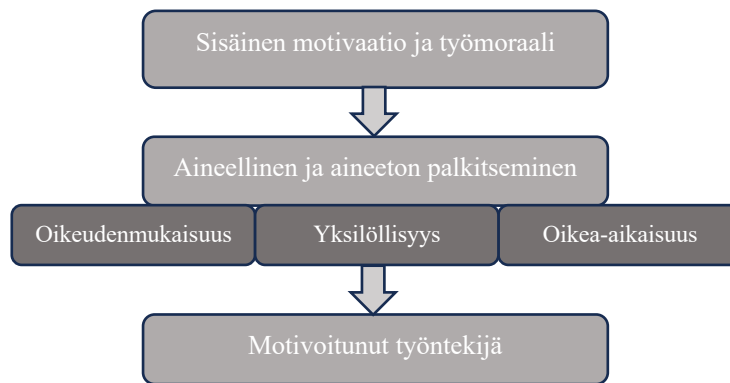 Sisäinen motivaatio ja työmoraali
Aineellinen ja aineeton palkitseminen
Oikeudenmukaisuus
Yksilöllisyys
Oikea-aikaisuus
Motivoitunut työntekijä